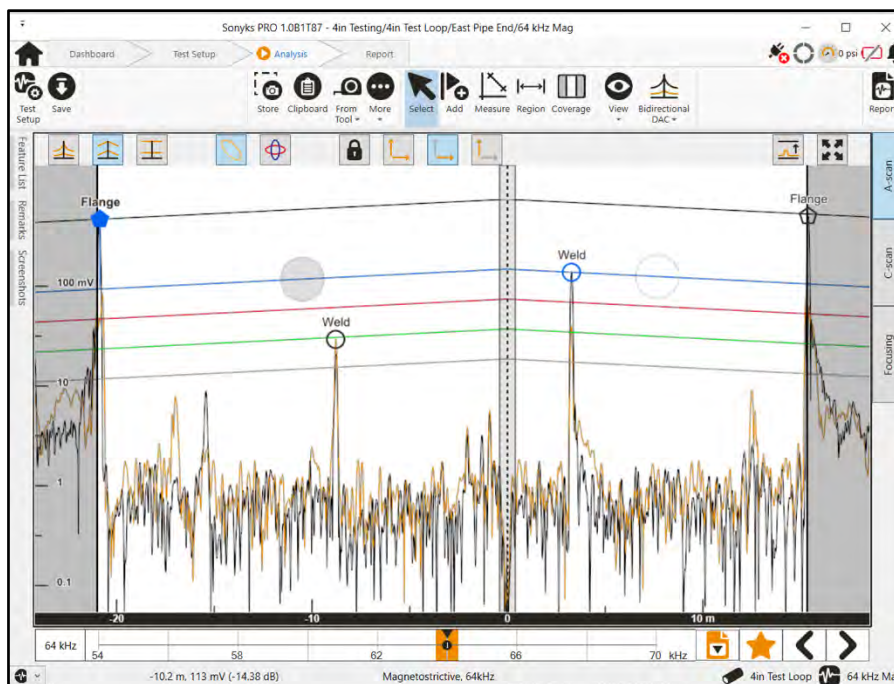 Sonyks PRO 1.0B1T87 - 4in Testing/4in Test Loop/East Pipe End/64 kHz Mag
Dashboard Test Setup Analysis Report
0 psi
Test Setup Save Store Clipboard From Tool More Select Add Measure Region Coverage View Bidirectional DAC Report
Feature List
Remarks
Screenshots
A-scan
C-scan
Focusing
Flange
Flange
Weld
100 mV
Weld
10
1
0.1
-20 -10 0 10 m
64 kHz
54 58 62 66 70 kHz
-10.2 m, 113 mV (-14.38 dB) Magnetostrictive, 64kHz 4in Test Loop 64 kHz Ma